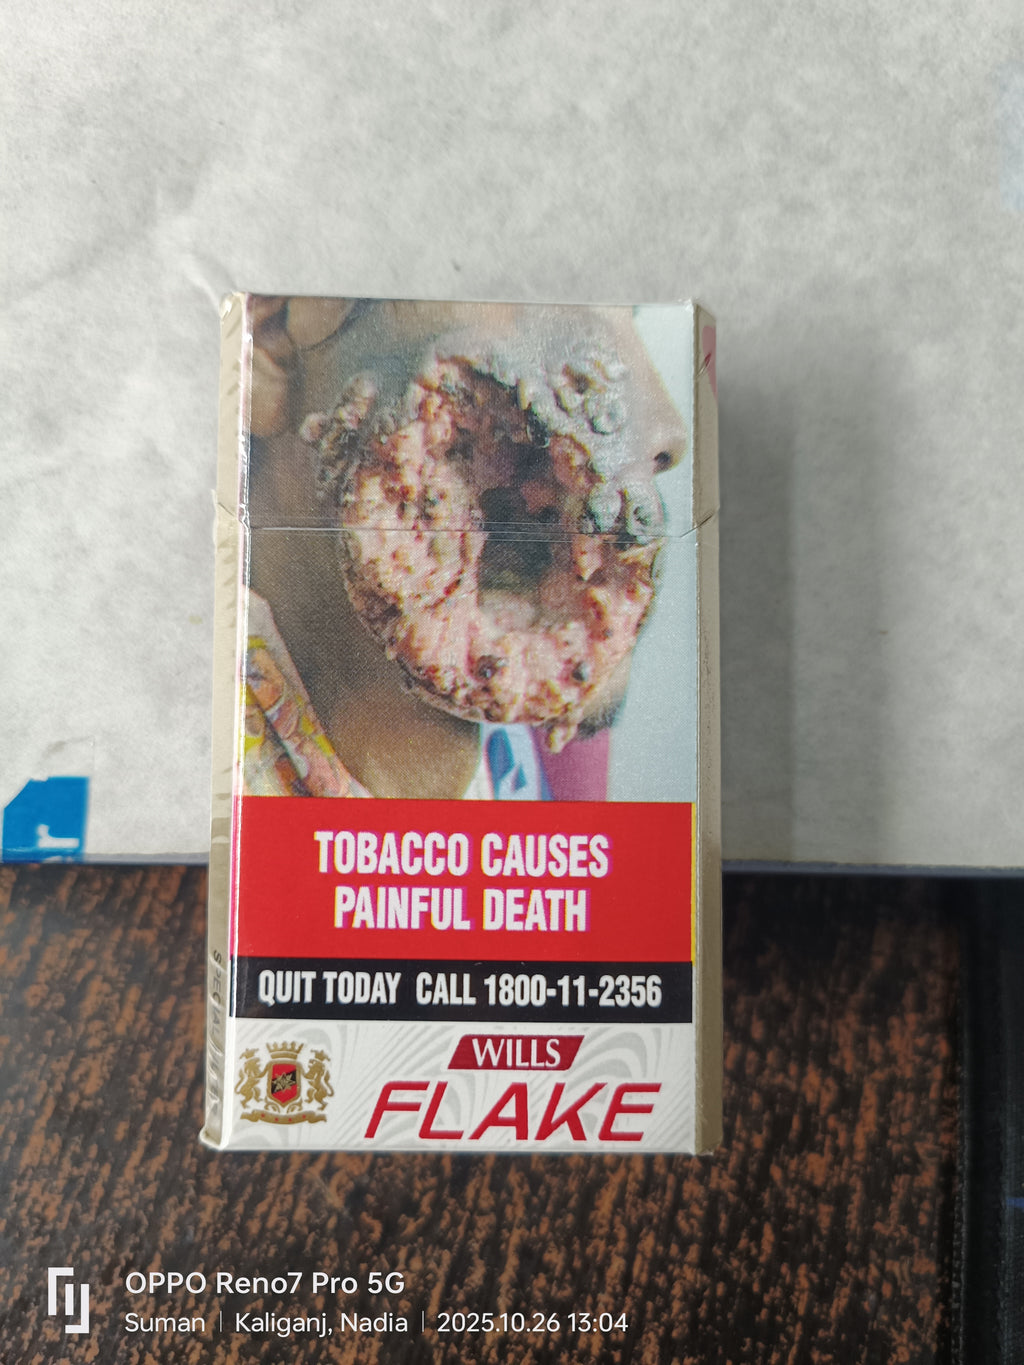 TOBACCO CAUSES
PAINFUL DEATH
QUIT TODAY CALL 1800-11-2356
WILLS
FLAKE
SPECIAL
OPPO Reno7 Pro 5G
Suman | Kaliganj, Nadia | 2025.10.26 13:04